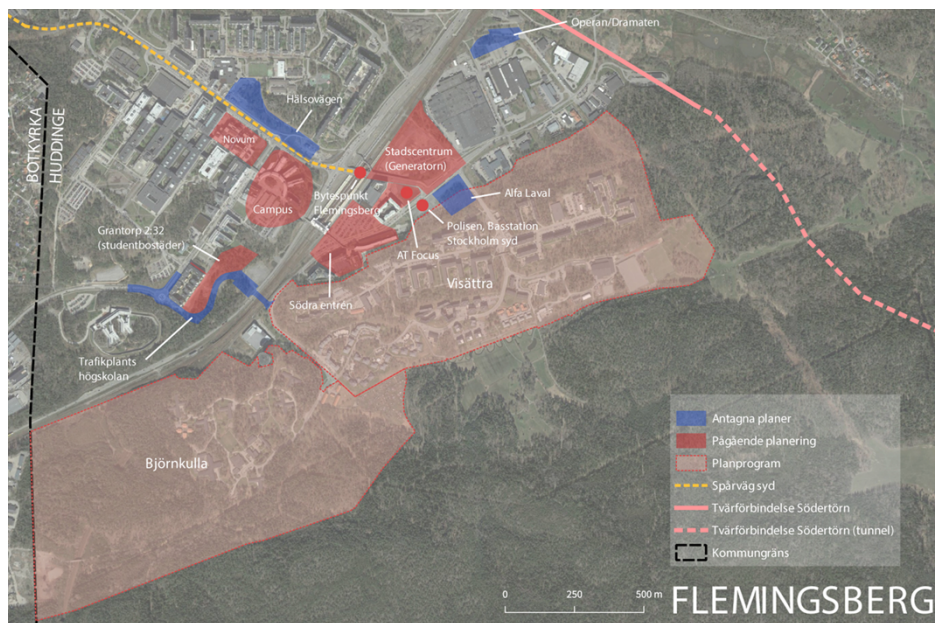 Operan/Dramaten
BOTKYRKA
HUDDINGE
Hälsovägen
Novum
Stadscentrum
(Generatorn)
Campus
Bytespunkt
Flemingsberg
Alfa Laval
Polisen, Basstation
Stockholm syd
AT Focus
Grantorp 2:32
(studentbostäder)
Södra entrén
Visättra
Trafikplants
högskolan
Björnkulla
Antagna planer
Pågående planering
Planprogram
Spårväg syd
Tvärförbindelse Södertörn
Tvärförbindelse Södertörn (tunnel)
Kommungräns
0 250 500 m
FLEMINGSBERG